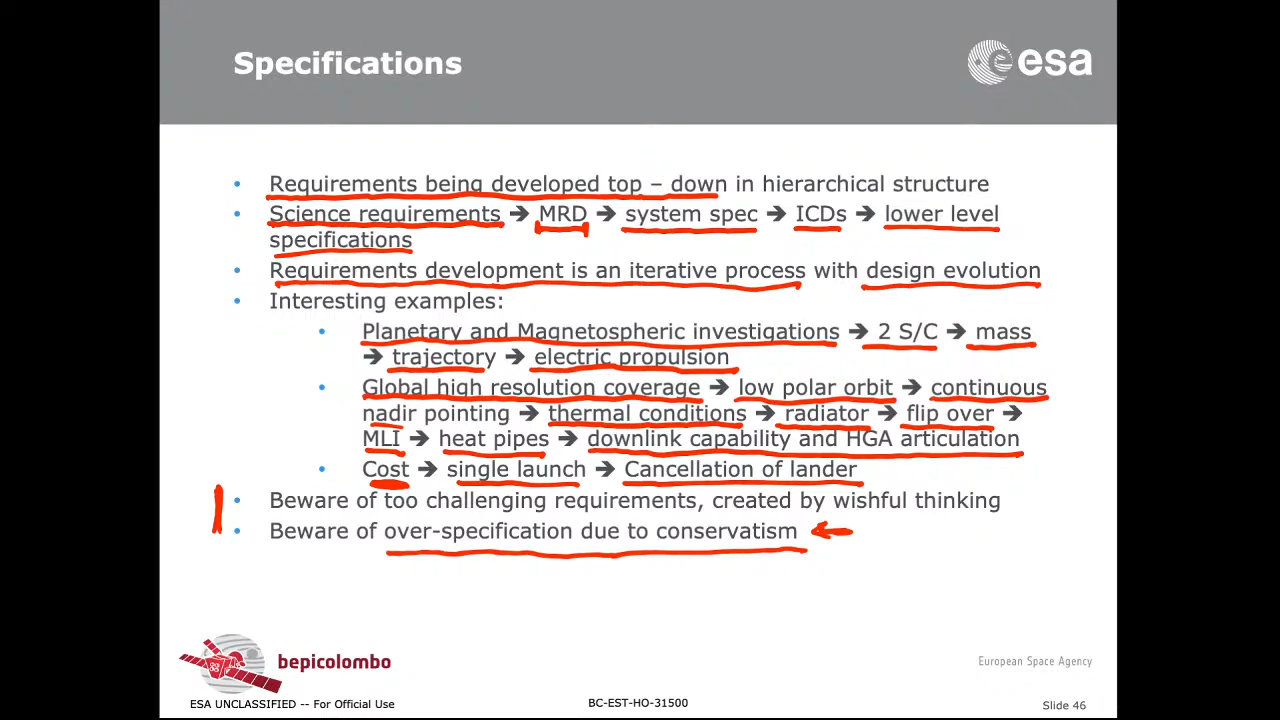 Specifications
esa
• Requirements being developed top – down in hierarchical structure
• Science requirements → MRD → system spec → ICDs → lower level
specifications
• Requirements development is an iterative process with design evolution
• Interesting examples:
• Planetary and Magnetospheric investigations → 2 S/C → mass
→ trajectory → electric propulsion
• Global high resolution coverage → low polar orbit → continuous
nadir pointing → thermal conditions → radiator → flip over →
MLI → heat pipes → downlink capability and HGA articulation
• Cost → single launch → Cancellation of lander
• Beware of too challenging requirements, created by wishful thinking
• Beware of over-specification due to conservatism
bepicolombo
European Space Agency
ESA UNCLASSIFIED -- For Official Use
BC-EST-HO-31500
Slide 46